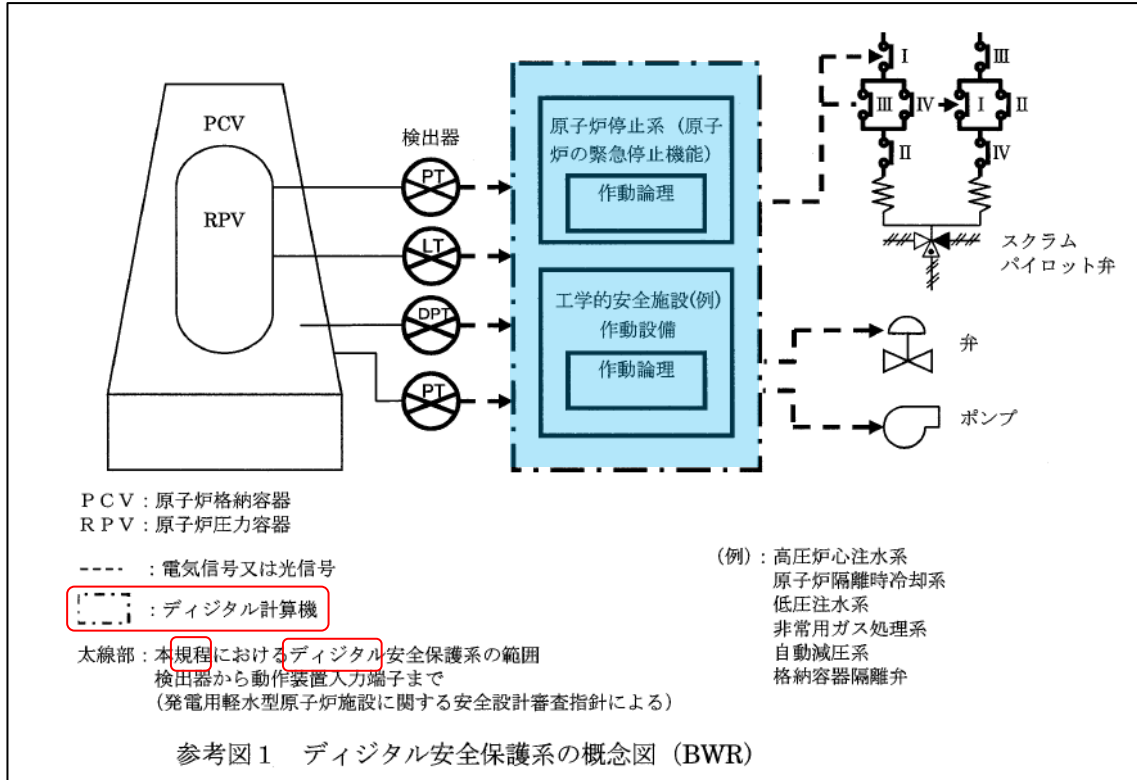 PCV
RPV
検出器
PT
LT
DPT
PT
原子炉停止系(原子
炉の緊急停止機能)
作動論理
工学的安全施設(例)
作動設備
作動論理
Ⅰ
Ⅲ
Ⅲ
Ⅳ
Ⅰ
Ⅱ
Ⅱ
Ⅳ
スクラム
パイロット弁
弁
ポンプ
PCV:原子炉格納容器
RPV:原子炉圧力容器
---- :電気信号又は光信号
:ディジタル計算機
太線部:本規程におけるディジタル安全保護系の範囲
検出器から動作装置入力端子まで
(発電用軽水型原子炉施設に関する安全設計審査指針による)
(例):高圧炉心注水系
原子炉隔離時冷却系
低圧注水系
非常用ガス処理系
自動減圧系
格納容器隔離弁
参考図1 ディジタル安全保護系の概念図(BWR)